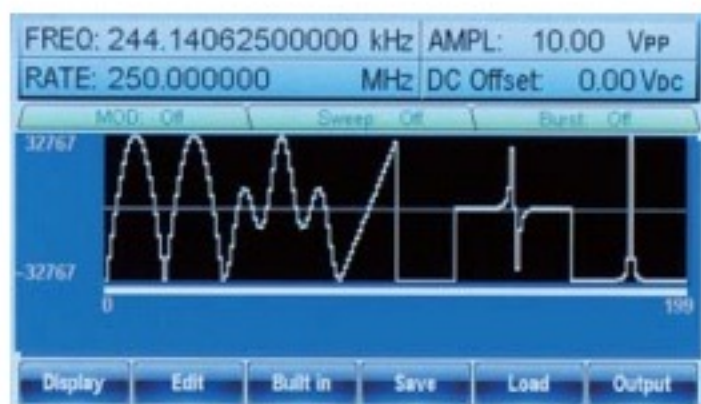 FREQ: 244.14062500000 kHz AMPL: 10.00 VPP
RATE: 250.000000 MHz DC Offset: 0.00 VDC
MOD: Off Sweep Off Burst Off
32767
-32767
0 199
Display Edit Built in Save Load Output